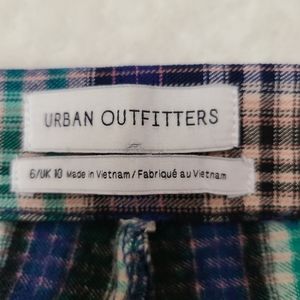 URBAN OUTFITTERS
6/UK 10 Made in Vietnam / Fabriqué au Vietnam